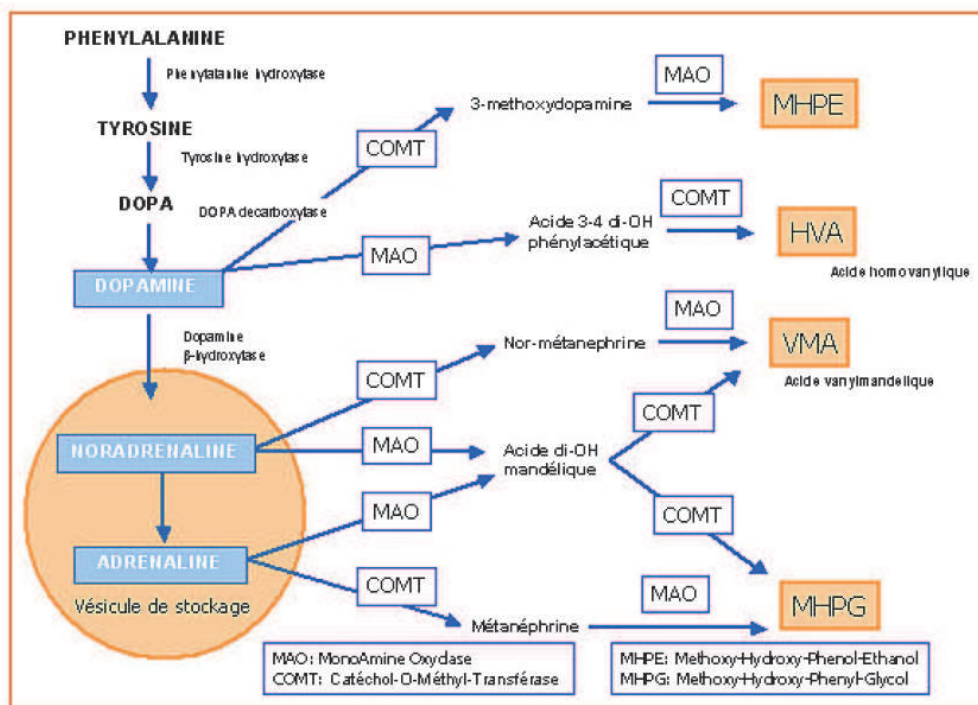 PHENYLALANINE
Phenylalanine hydroxylase
TYROSINE
Tyrosine hydroxylase
DOPA
DOPA decarboxylase
DOPAMINE
COMT
3-methoxydopamine
MAO
MHPE
MAO
Acide 3-4 di-OH
phénylacétique
COMT
HVA
Acide homovanylique
Dopamine
β-hydroxylase
NORADRENALINE
COMT
Nor-métanephrine
MAO
VMA
Acide vanylmandelique
MAO
Acide di-OH
mandélique
COMT
MAO
COMT
ADRENALINE
COMT
Métanéphrine
MAO
MHPG
Vésicule de stockage
MAO: MonoAmine Oxydase
COMT: Catéchol-O-Méthyl-Transférase
MHPE: Methoxy-Hydroxy-Phenol-Ethanol
MHPG: Methoxy-Hydroxy-Phenyl-Glycol